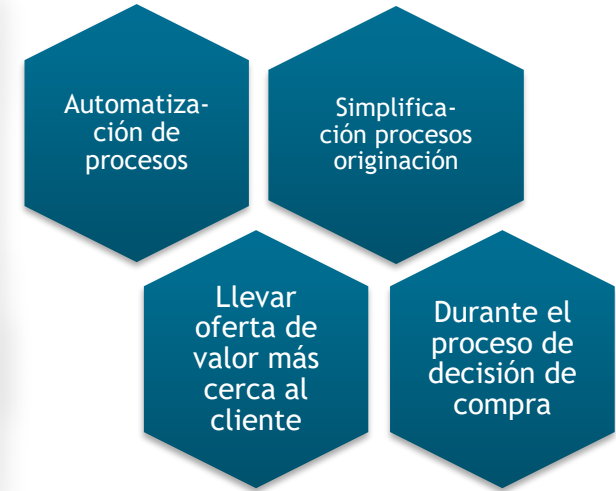 Automatiza-
ción de
procesos
Simplifica-
ción procesos
originación
Llevar
oferta de
valor más
cerca al
cliente
Durante el
proceso de
decisión de
compra